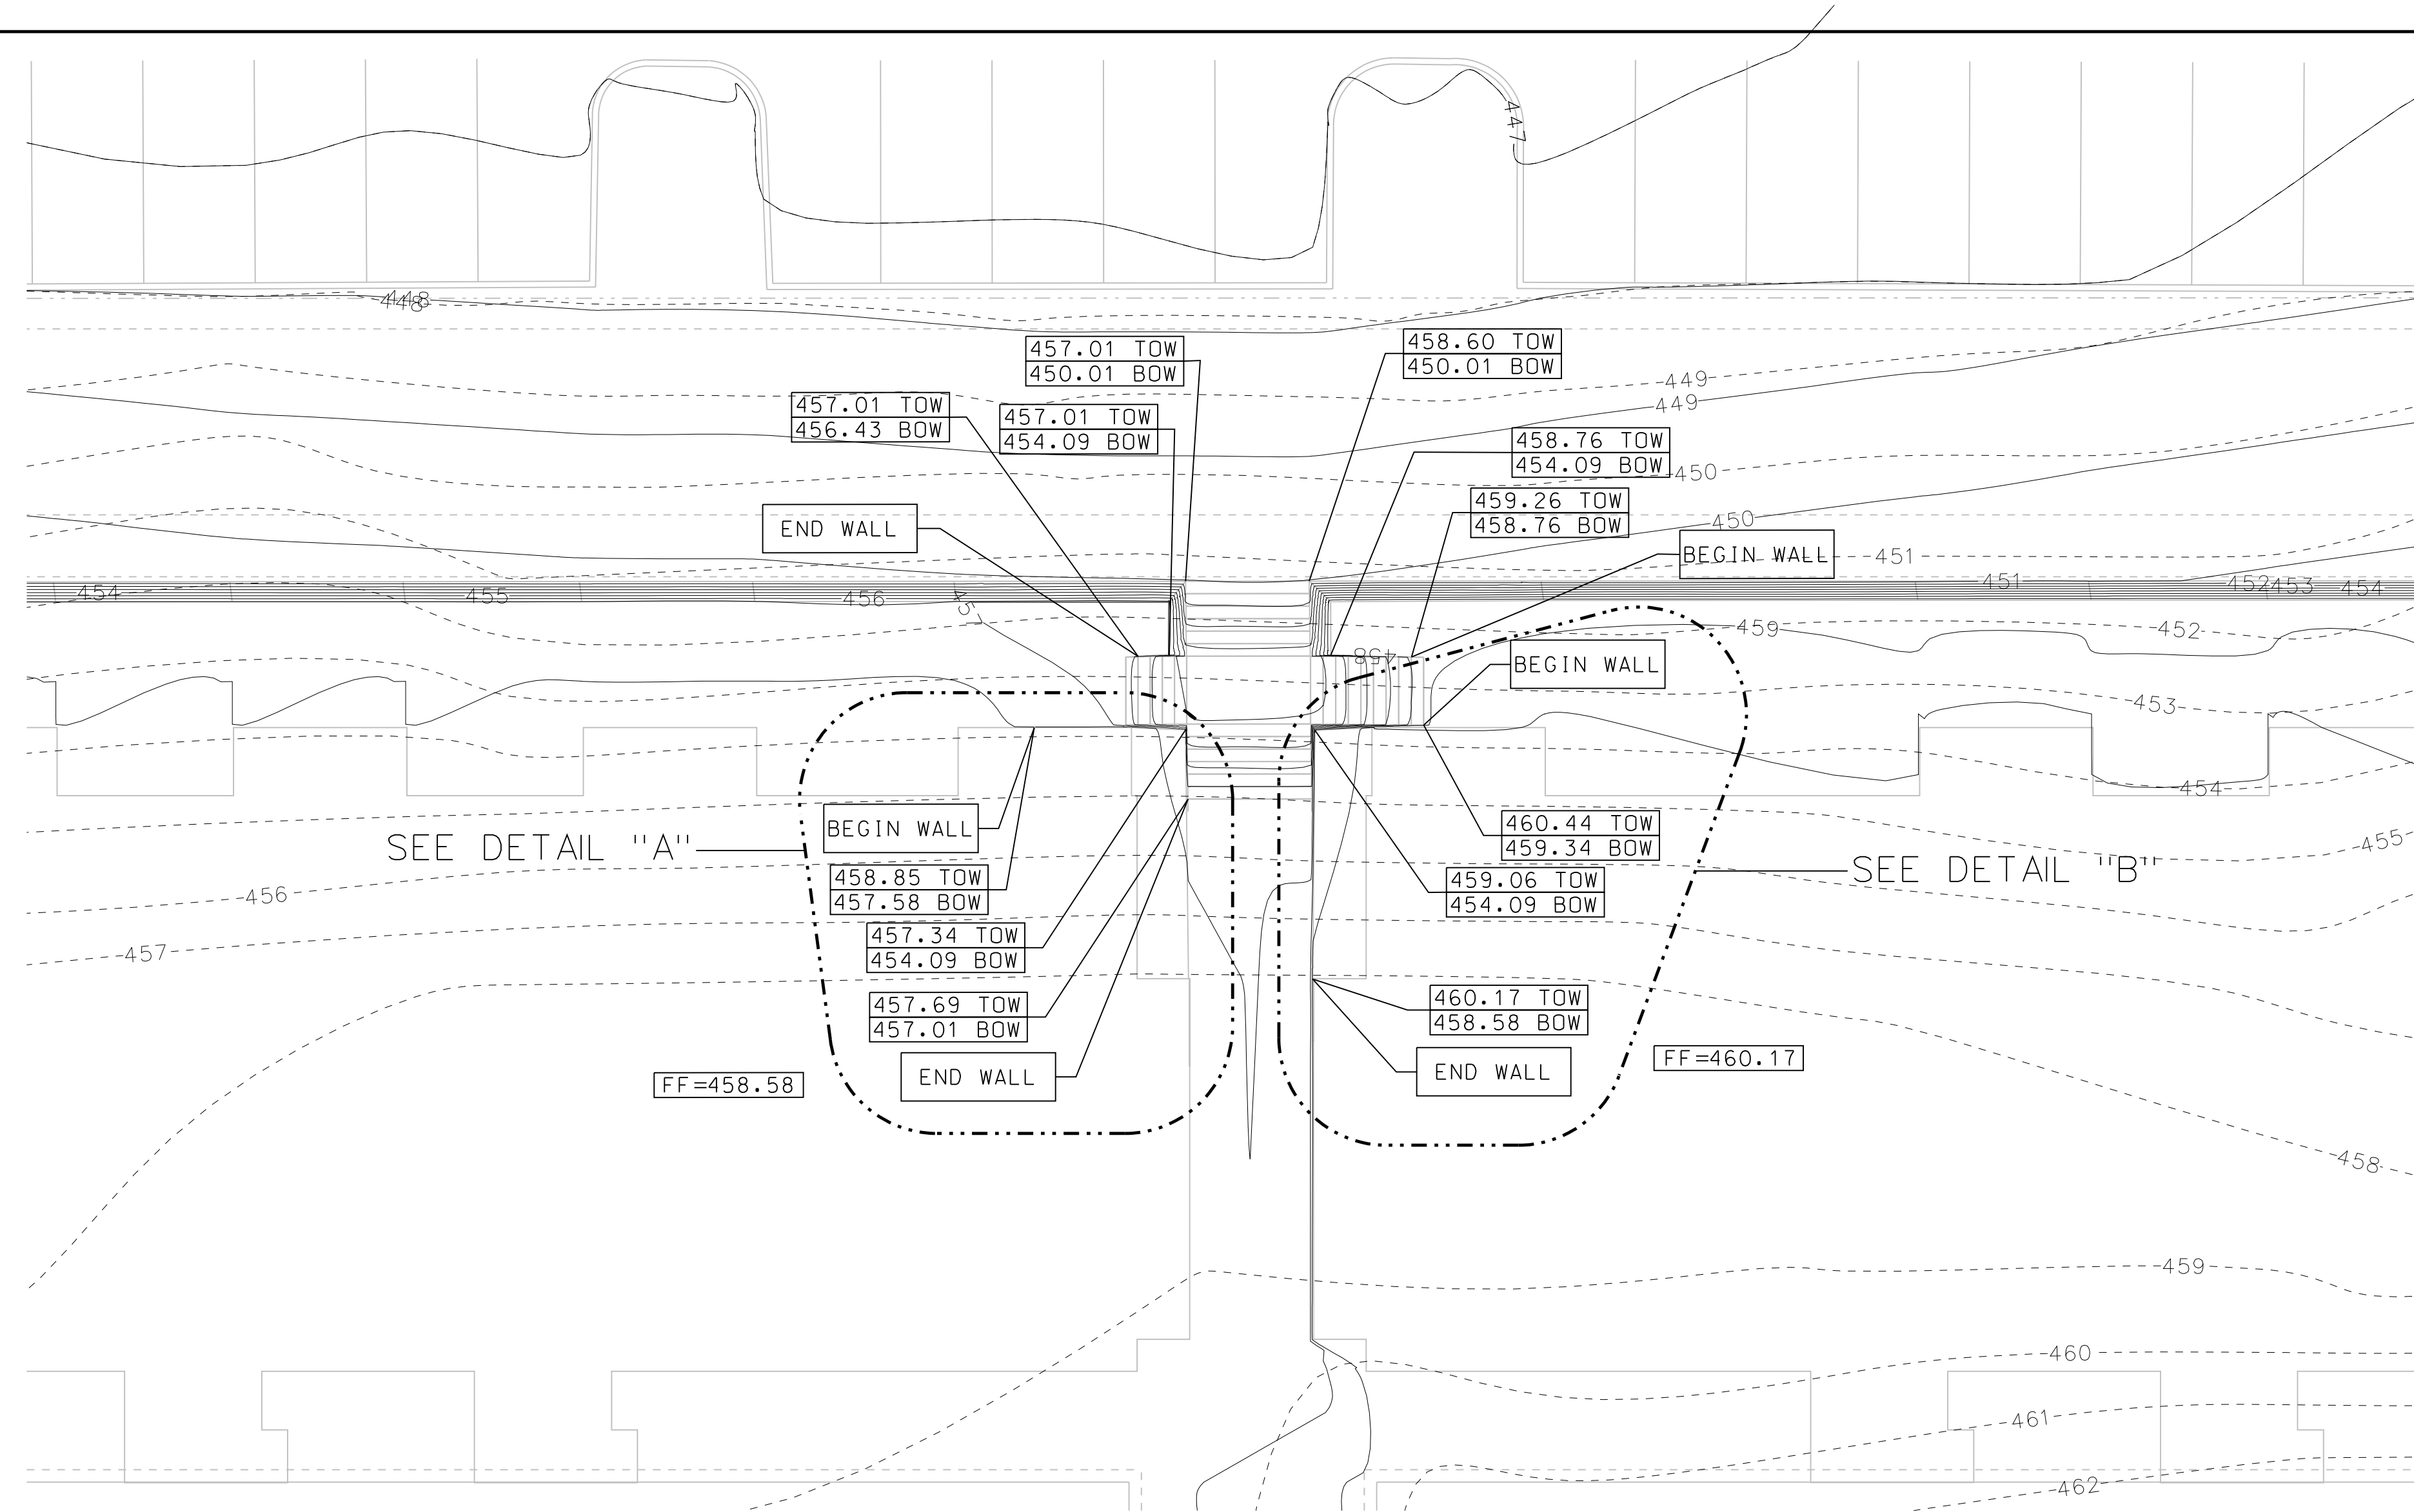 447
448
448
457.01 TOW
450.01 BOW
458.60 TOW
450.01 BOW
449
449
457.01 TOW
456.43 BOW
457.01 TOW
454.09 BOW
458.76 TOW
454.09 BOW
450
459.26 TOW
458.76 BOW
END WALL
450
BEGIN WALL
451
454
455
456
457
451
452
453
454
459
452
458
BEGIN WALL
453
454
BEGIN WALL
460.44 TOW
459.34 BOW
455
SEE DETAIL "A"
SEE DETAIL "B"
458.85 TOW
457.58 BOW
459.06 TOW
454.09 BOW
456
457.34 TOW
454.09 BOW
457
457.69 TOW
457.01 BOW
460.17 TOW
458.58 BOW
END WALL
END WALL
FF=458.58
FF=460.17
458
459
460
461
462